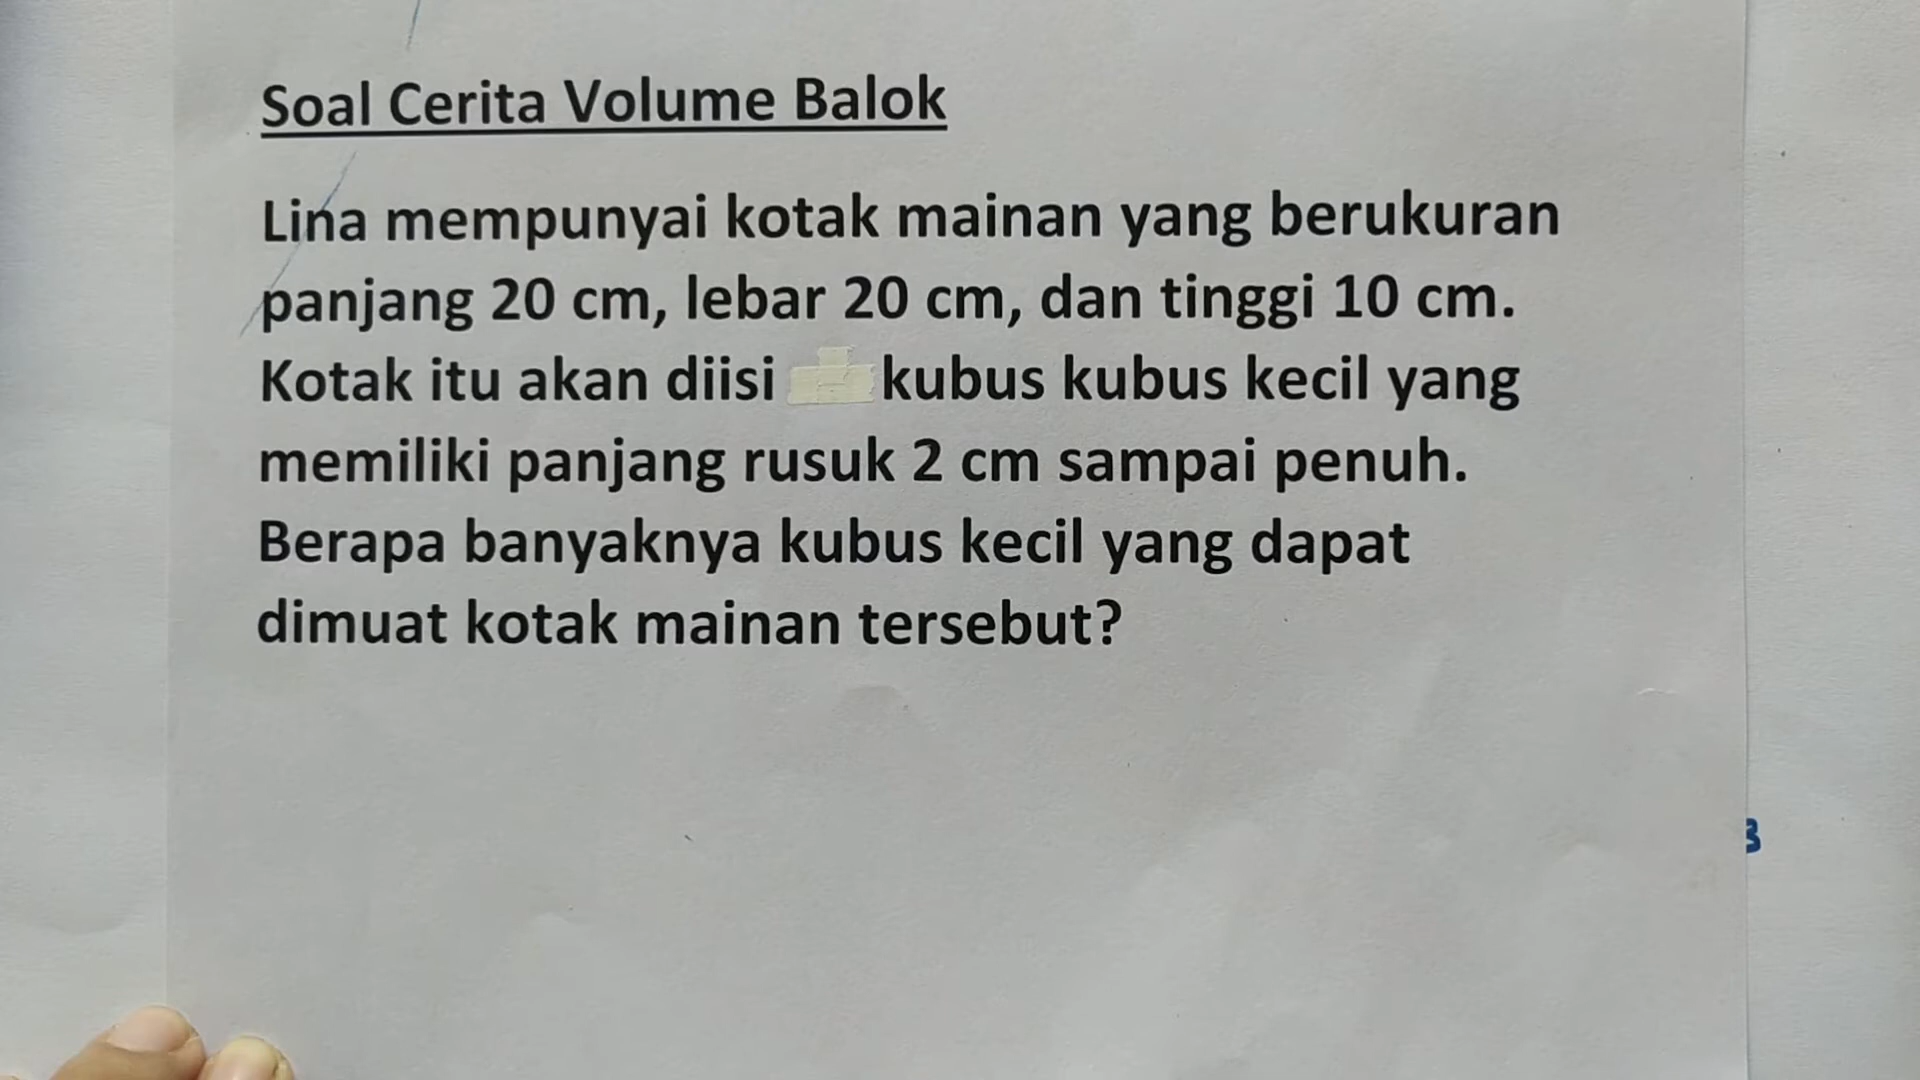 Soal Cerita Volume Balok
Lina mempunyai kotak mainan yang berukuran
panjang 20 cm, lebar 20 cm, dan tinggi 10 cm.
Kotak itu akan diisi kubus kubus kecil yang
memiliki panjang rusuk 2 cm sampai penuh.
Berapa banyaknya kubus kecil yang dapat
dimuat kotak mainan tersebut?